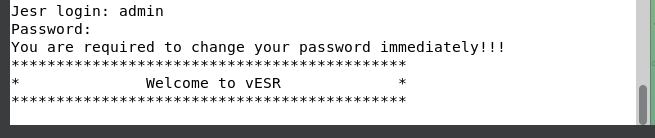 Jesr login: admin
Password:
You are required to change your password immediately!!!
********************************************
*              Welcome to vESR             *
********************************************